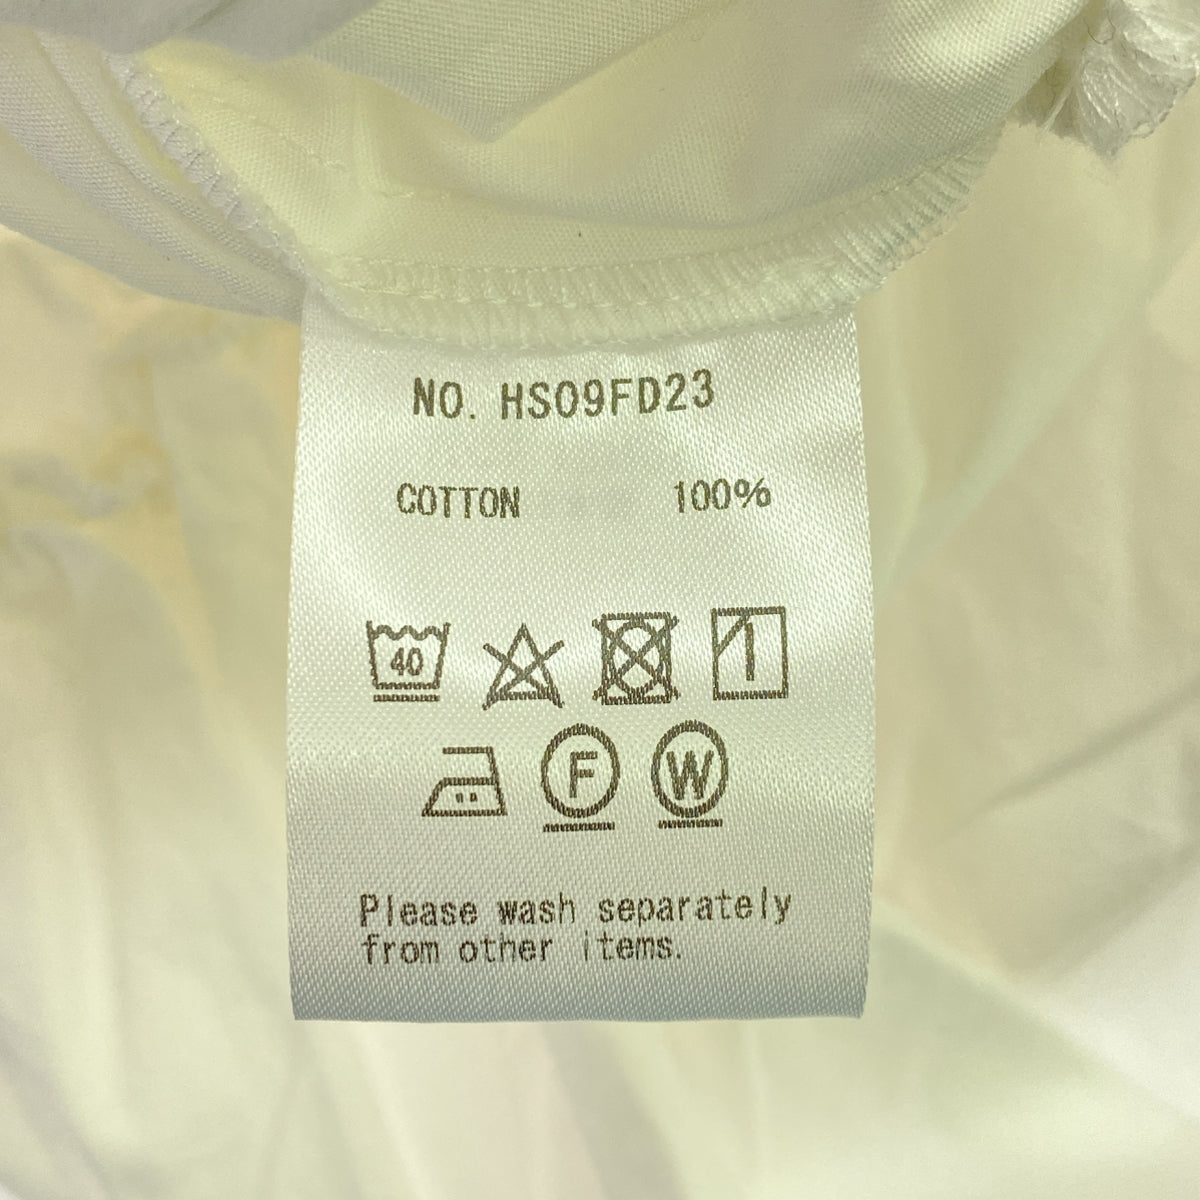 NO. HS09FD23
COTTON 100%
40
F W
Please wash separately
from other items.